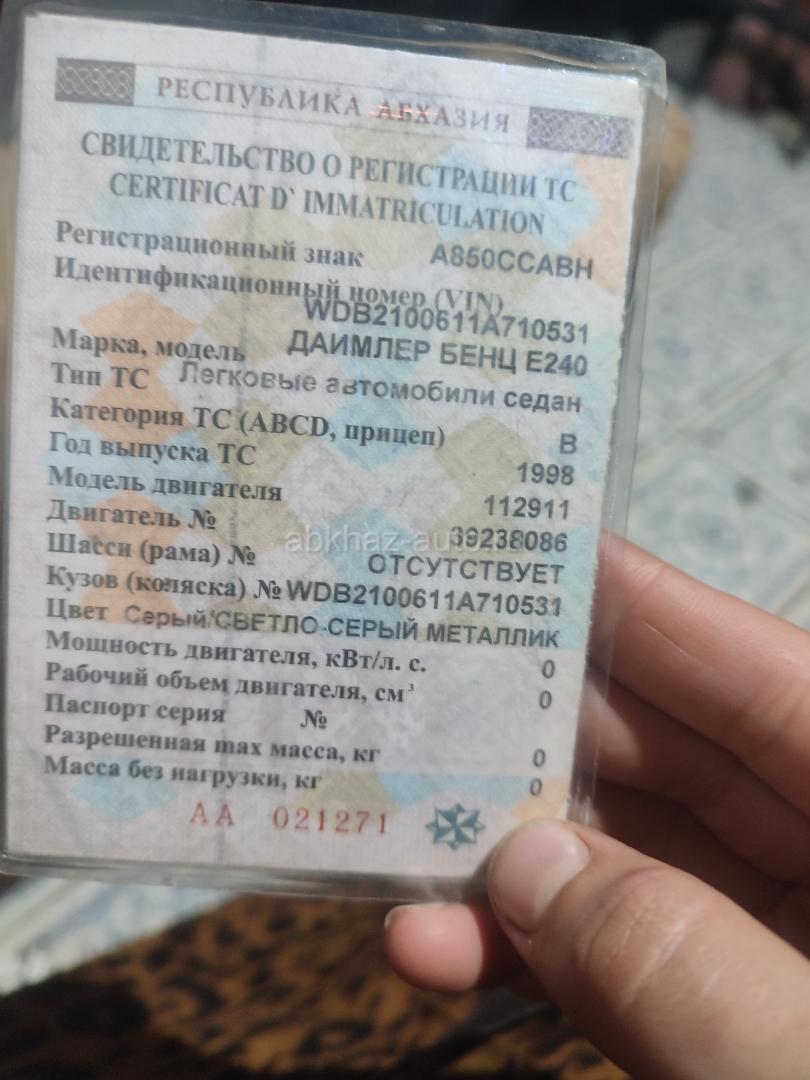 РЕСПУБЛИКА АБХАЗИЯ
СВИДЕТЕЛЬСТВО О РЕГИСТРАЦИИ ТС
CERTIFICAT D` IMMATRICULATION
Регистрационный знак А850ССАВН
Идентификационный номер (VIN)
WDB2100611A710531
Марка, модель ДАИМЛЕР БЕНЦ Е240
Тип ТС Легковые автомобили седан
Категория ТС (ABCD, прицеп) В
Год выпуска ТС 1998
Модель двигателя 112911
Двигатель № 39238086
Шасси (рама) № ОТСУТСТВУЕТ
Кузов (коляска) № WDB2100611A710531
Цвет Серый/СВЕТЛО-СЕРЫЙ МЕТАЛЛИК
Мощность двигателя, кВт/л. с. 0
Рабочий объем двигателя, см³ 0
Паспорт серия №
Разрешенная max масса, кг 0
Масса без нагрузки, кг 0
АА 021271